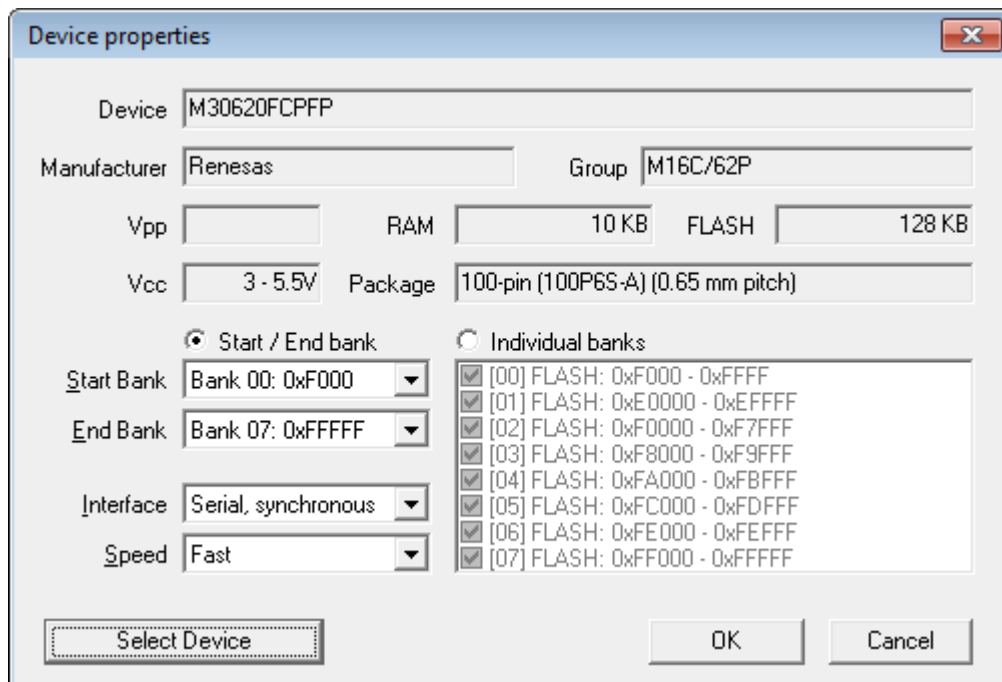 Device properties
Device M30620FCPFP
Manufacturer Renesas Group M16C/62P
Vpp RAM 10 KB FLASH 128 KB
Vcc 3 - 5.5V Package 100-pin (100P6S-A) (0.65 mm pitch)
Start / End bank Individual banks
Start Bank Bank 00: 0xF000
End Bank Bank 07: 0xFFFFF
Interface Serial, synchronous
Speed Fast
[00] FLASH: 0xF000 - 0xFFFF
[01] FLASH: 0xE0000 - 0xEFFFF
[02] FLASH: 0xF0000 - 0xF7FFF
[03] FLASH: 0xF8000 - 0xF9FFF
[04] FLASH: 0xFA000 - 0xFBFFF
[05] FLASH: 0xFC000 - 0xFDFFF
[06] FLASH: 0xFE000 - 0xFEFFF
[07] FLASH: 0xFF000 - 0xFFFFF
Select Device OK Cancel